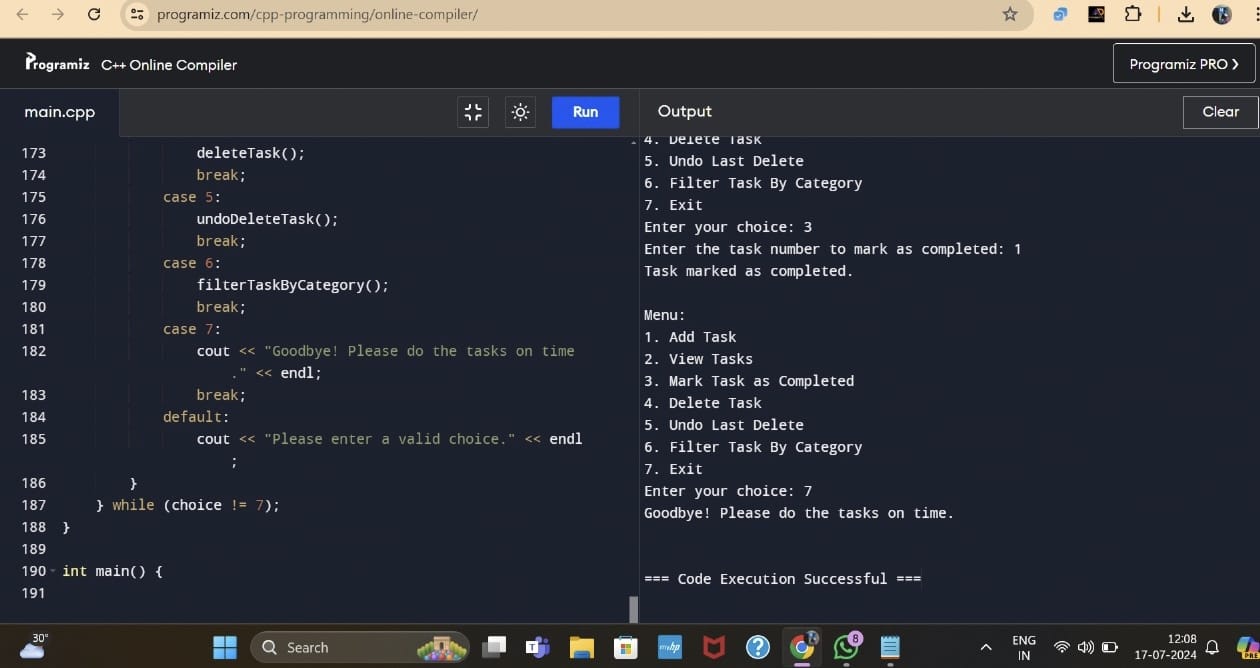 programiz.com/cpp-programming/online-compiler/
Programiz C++ Online Compiler
Programiz PRO >
main.cpp
Run
Output
Clear
173 deleteTask();
174 break;
175 case 5:
176 undoDeleteTask();
177 break;
178 case 6:
179 filterTaskByCategory();
180 break;
181 case 7:
182 cout << "Goodbye! Please do the tasks on time
." << endl;
183 break;
184 default:
185 cout << "Please enter a valid choice." << endl
;
186 }
187 } while (choice != 7);
188 }
189
190 int main() {
191
4. Delete Task
5. Undo Last Delete
6. Filter Task By Category
7. Exit
Enter your choice: 3
Enter the task number to mark as completed: 1
Task marked as completed.
Menu:
1. Add Task
2. View Tasks
3. Mark Task as Completed
4. Delete Task
5. Undo Last Delete
6. Filter Task By Category
7. Exit
Enter your choice: 7
Goodbye! Please do the tasks on time.
=== Code Execution Successful ===
30°
Search
8
ENG
IN
12:08
17-07-2024
PRE